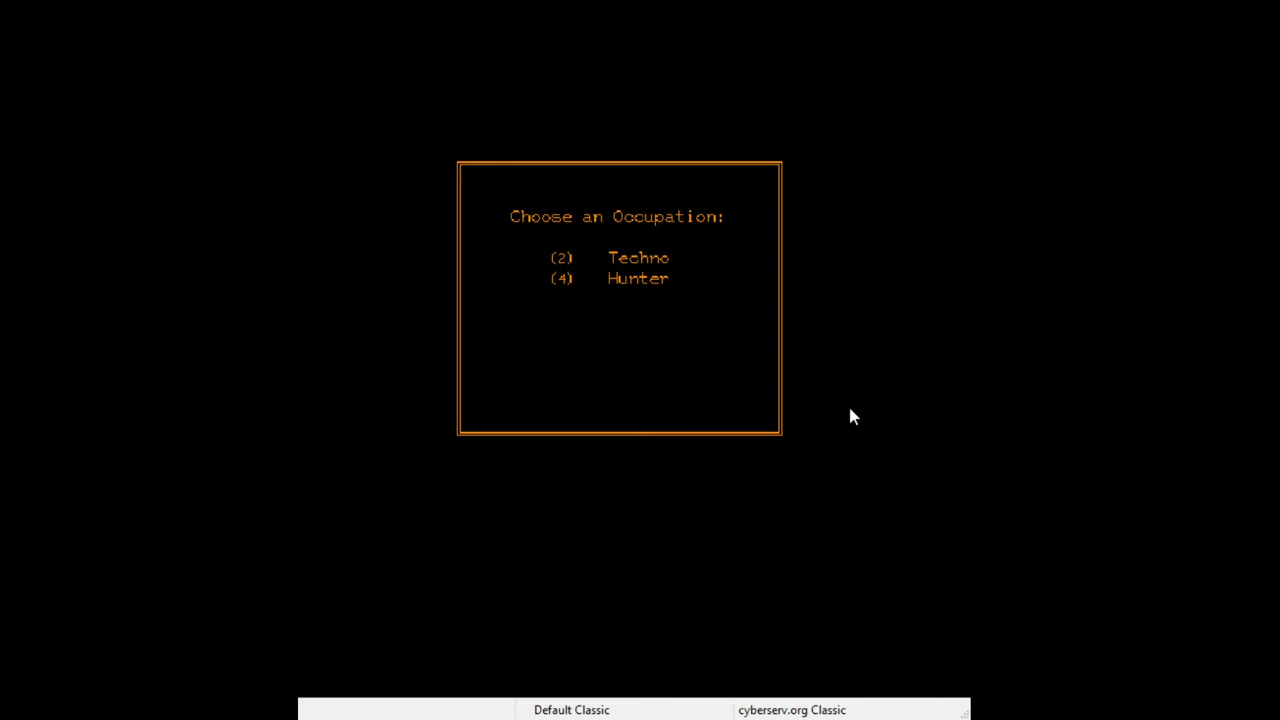 Choose an Occupation:
(2) Techno
(4) Hunter
Default Classic cyberserv.org Classic